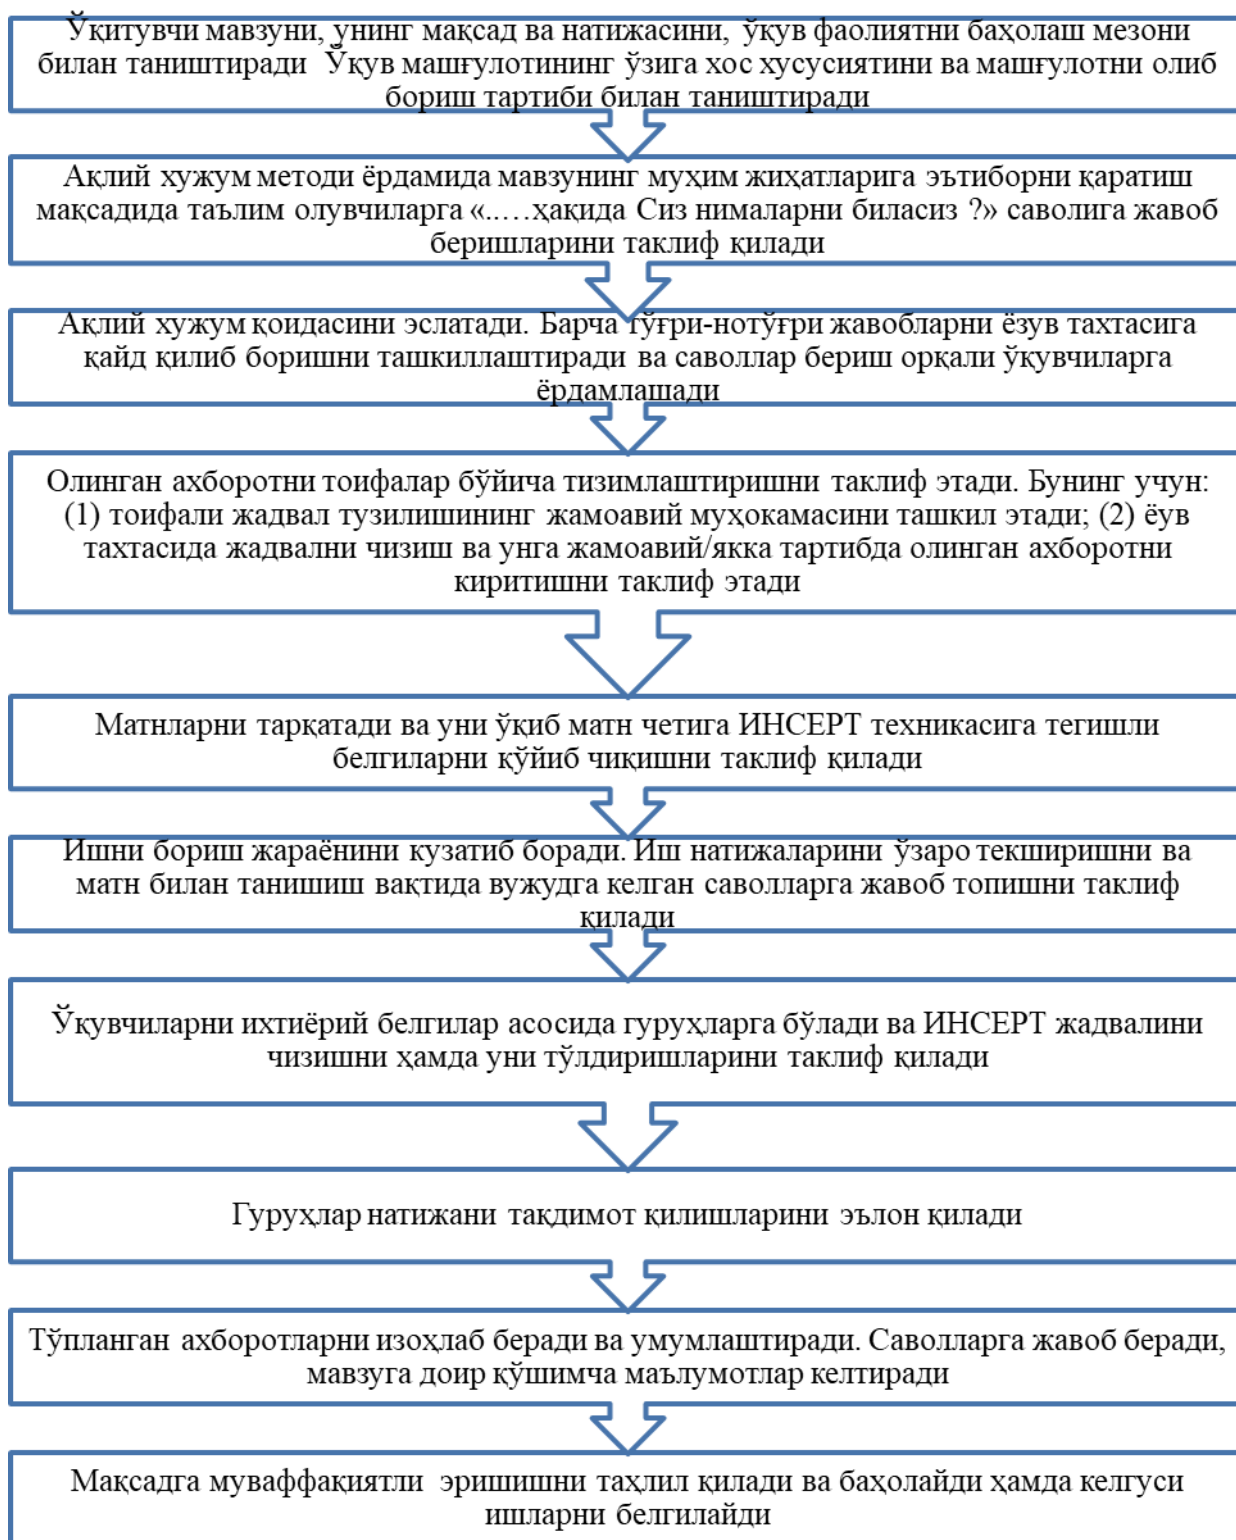 Ўқитувчи мавзуни, унинг мақсад ва натижасини, ўқув фаолиятни баҳолаш мезони
билан таништиради Ўқув машғулотининг ўзига хос хусусиятини ва машғулотни олиб
бориш тартиби билан таништиради
Ақлий хужум методи ёрдамида мавзунинг муҳим жиҳатларига эътиборни қаратиш
мақсадида таълим олувчиларга «..…ҳақида Сиз нималарни биласиз ?» саволига жавоб
беришларини таклиф қилади
Ақлий хужум қоидасини эслатади. Барча тўғри-нотўғри жавобларни ёзув тахтасига
қайд қилиб боришни ташкиллаштиради ва саволлар бериш орқали ўқувчиларга
ёрдамлашади
Олинган ахборотни тоифалар бўйича тизимлаштиришни таклиф этади. Бунинг учун:
(1) тоифали жадвал тузилишининг жамоавий муҳокамасини ташкил этади; (2) ёув
тахтасида жадвални чизиш ва унга жамоавий/якка тартибда олинган ахборотни
киритишни таклиф этади
Матнларни тарқатади ва уни ўқиб матн четига ИНСЕРТ техникасига тегишли
белгиларни қўйиб чиқишни таклиф қилади
Ишни бориш жараёнини кузатиб боради. Иш натижаларини ўзаро текширишни ва
матн билан танишиш вақтида вужудга келган саволларга жавоб топишни таклиф
қилади
Ўқувчиларни ихтиёрий белгилар асосида гуруҳларга бўлади ва ИНСЕРТ жадвалини
чизишни ҳамда уни тўлдиришларини таклиф қилади
Гуруҳлар натижани тақдимот қилишларини эълон қилади
Тўпланган ахборотларни изоҳлаб беради ва умумлаштиради. Саволларга жавоб беради,
мавзуга доир қўшимча маълумотлар келтиради
Мақсадга муваффақиятли эришишни таҳлил қилади ва баҳолайди ҳамда келгуси
ишларни белгилайди